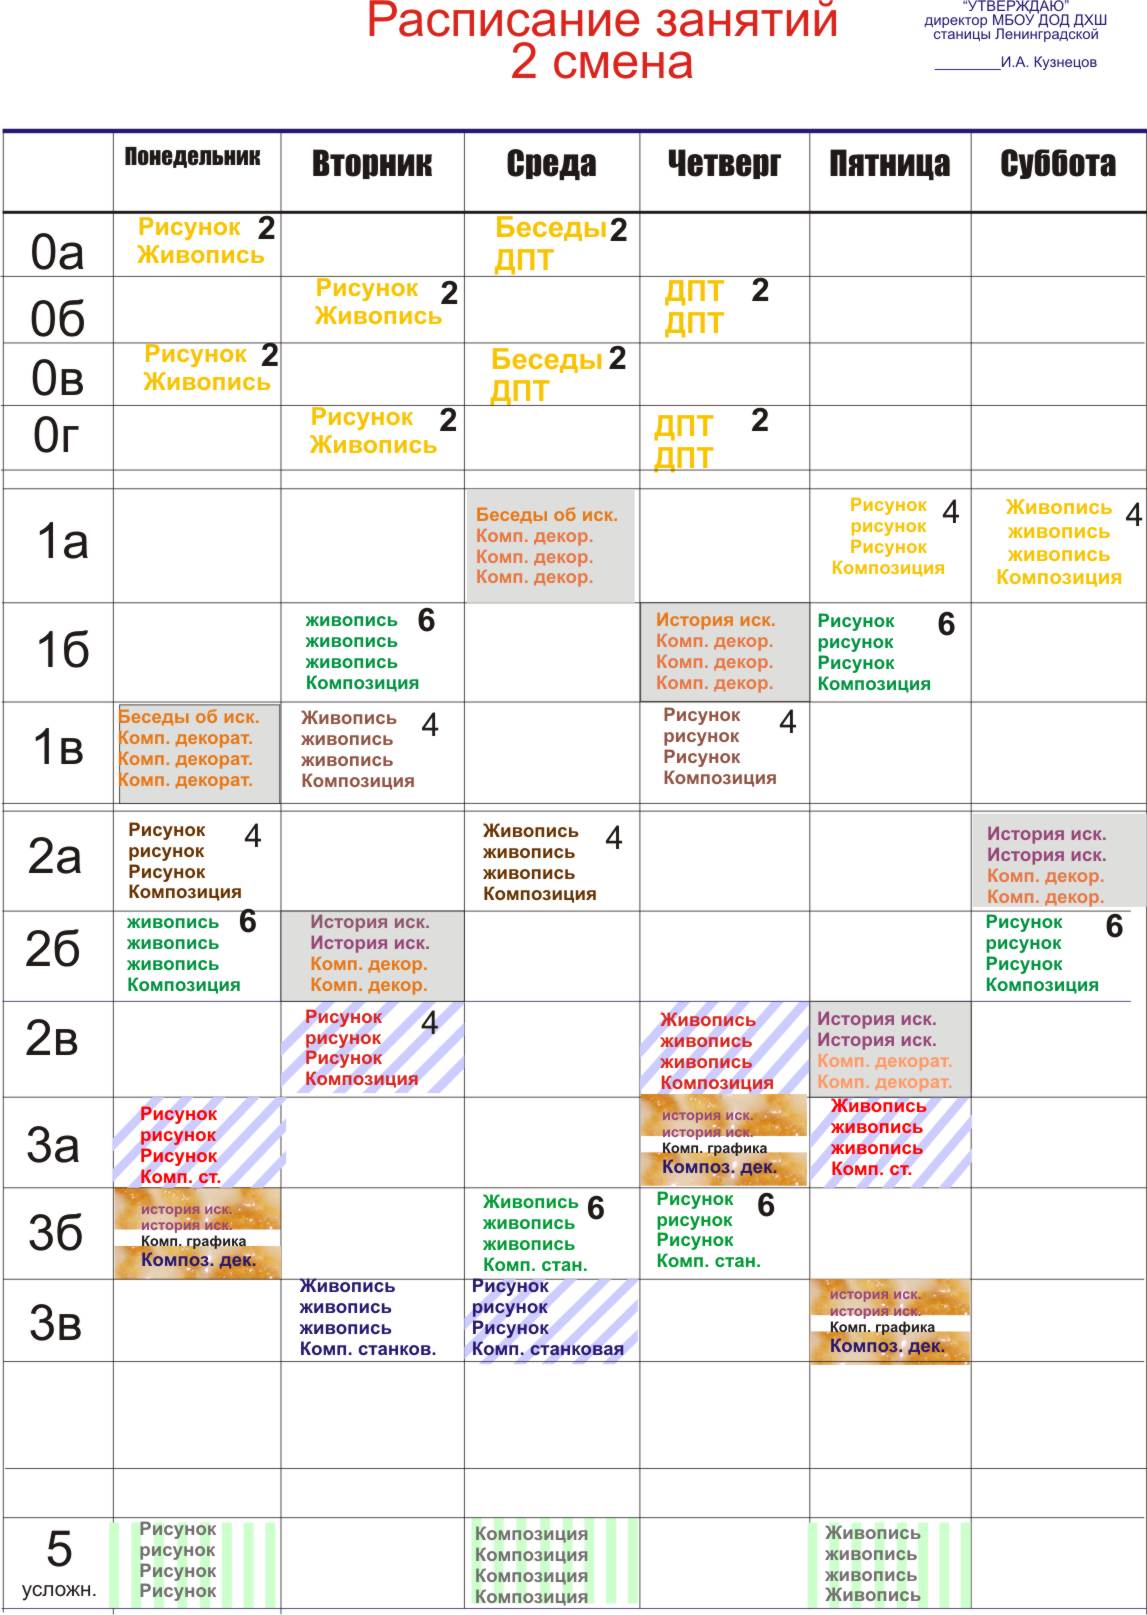 Расписание занятий
2 смена
“УТВЕРЖДАЮ”
директор МБОУ ДОД ДХШ
станицы Ленинградской
________И.А. Кузнецов
Понедельник Вторник Среда Четверг Пятница Суббота
0а
Рисунок 2
Живопись
Беседы 2
ДПТ
0б
Рисунок 2
Живопись
ДПТ 2
ДПТ
0в
Рисунок 2
Живопись
Беседы 2
ДПТ
0г
Рисунок 2
Живопись
ДПТ 2
ДПТ
1а
Беседы об иск.
Комп. декор.
Комп. декор.
Комп. декор.
Рисунок 4
рисунок
Рисунок
Композиция
Живопись 4
живопись
живопись
Композиция
1б
живопись 6
живопись
живопись
Композиция
История иск.
Комп. декор.
Комп. декор.
Комп. декор.
Рисунок 6
рисунок
Рисунок
Композиция
1в
Беседы об иск.
Комп. декорат.
Комп. декорат.
Комп. декорат.
Живопись 4
живопись
живопись
Композиция
Рисунок 4
рисунок
Рисунок
Композиция
2а
Рисунок 4
рисунок
Рисунок
Композиция
Живопись 4
живопись
живопись
Композиция
История иск.
История иск.
Комп. декор.
Комп. декор.
2б
живопись 6
живопись
живопись
Композиция
История иск.
История иск.
Комп. декор.
Комп. декор.
Рисунок 6
рисунок
Рисунок
Композиция
2в
Рисунок 4
рисунок
Рисунок
Композиция
Живопись
живопись
живопись
Композиция
История иск.
История иск.
Комп. декорат.
Комп. декорат.
3а
Рисунок
рисунок
Рисунок
Комп. ст.
история иск.
история иск.
Комп. графика
Композ. дек.
Живопись
живопись
живопись
Комп. ст.
3б
история иск.
история иск.
Комп. графика
Композ. дек.
Живопись 6
живопись
живопись
Комп. стан.
Рисунок 6
рисунок
Рисунок
Комп. стан.
3в
Живопись
живопись
живопись
Комп. станков.
Рисунок
рисунок
Рисунок
Комп. станковая
история иск.
история иск.
Комп. графика
Композ. дек.
5
усложн.
Рисунок
рисунок
Рисунок
Рисунок
Композиция
Композиция
Композиция
Композиция
Живопись
живопись
живопись
Живопись